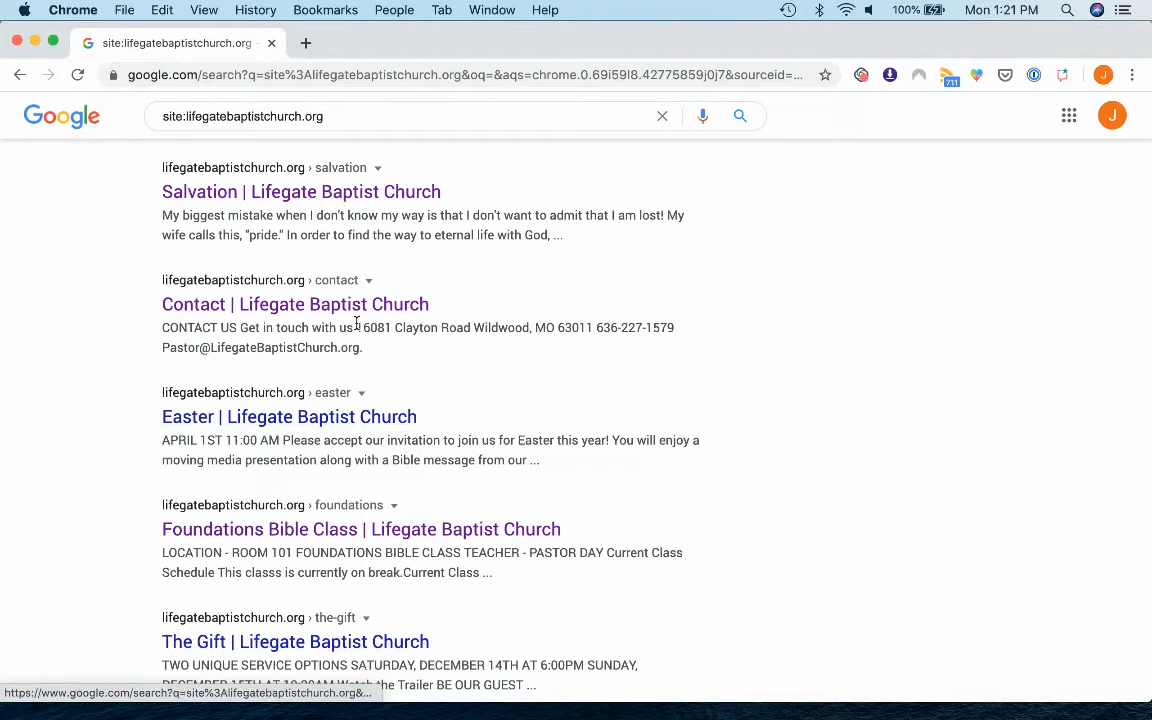 Chrome File Edit View History Bookmarks People Tab Window Help 100% Mon 1:21 PM
site:lifegatebaptistchurch.org -
google.com/search?q=site%3Alifegatebaptistchurch.org&oq=&aqs=chrome.0.69i59l8.42775859j0j7&sourceid=... 711 J
Google site:lifegatebaptistchurch.org J
lifegatebaptistchurch.org › salvation
Salvation | Lifegate Baptist Church
My biggest mistake when I don't know my way is that I don't want to admit that I am lost! My
wife calls this, "pride." In order to find the way to eternal life with God, ...
lifegatebaptistchurch.org › contact
Contact | Lifegate Baptist Church
CONTACT US Get in touch with us 16081 Clayton Road Wildwood, MO 63011 636-227-1579
Pastor@LifegateBaptistChurch.org.
lifegatebaptistchurch.org › easter
Easter | Lifegate Baptist Church
APRIL 1ST 11:00 AM Please accept our invitation to join us for Easter this year! You will enjoy a
moving media presentation along with a Bible message from our ...
lifegatebaptistchurch.org › foundations
Foundations Bible Class | Lifegate Baptist Church
LOCATION - ROOM 101 FOUNDATIONS BIBLE CLASS TEACHER - PASTOR DAY Current Class
Schedule This classs is currently on break.Current Class ...
lifegatebaptistchurch.org › the-gift
The Gift | Lifegate Baptist Church
TWO UNIQUE SERVICE OPTIONS SATURDAY, DECEMBER 14TH AT 6:00PM SUNDAY,
DECEMBER 15TH AT 10:30AM Watch the Trailer BE OUR GUEST ...
https://www.google.com/search?q=site%3Alifegatebaptistchurch.org&...